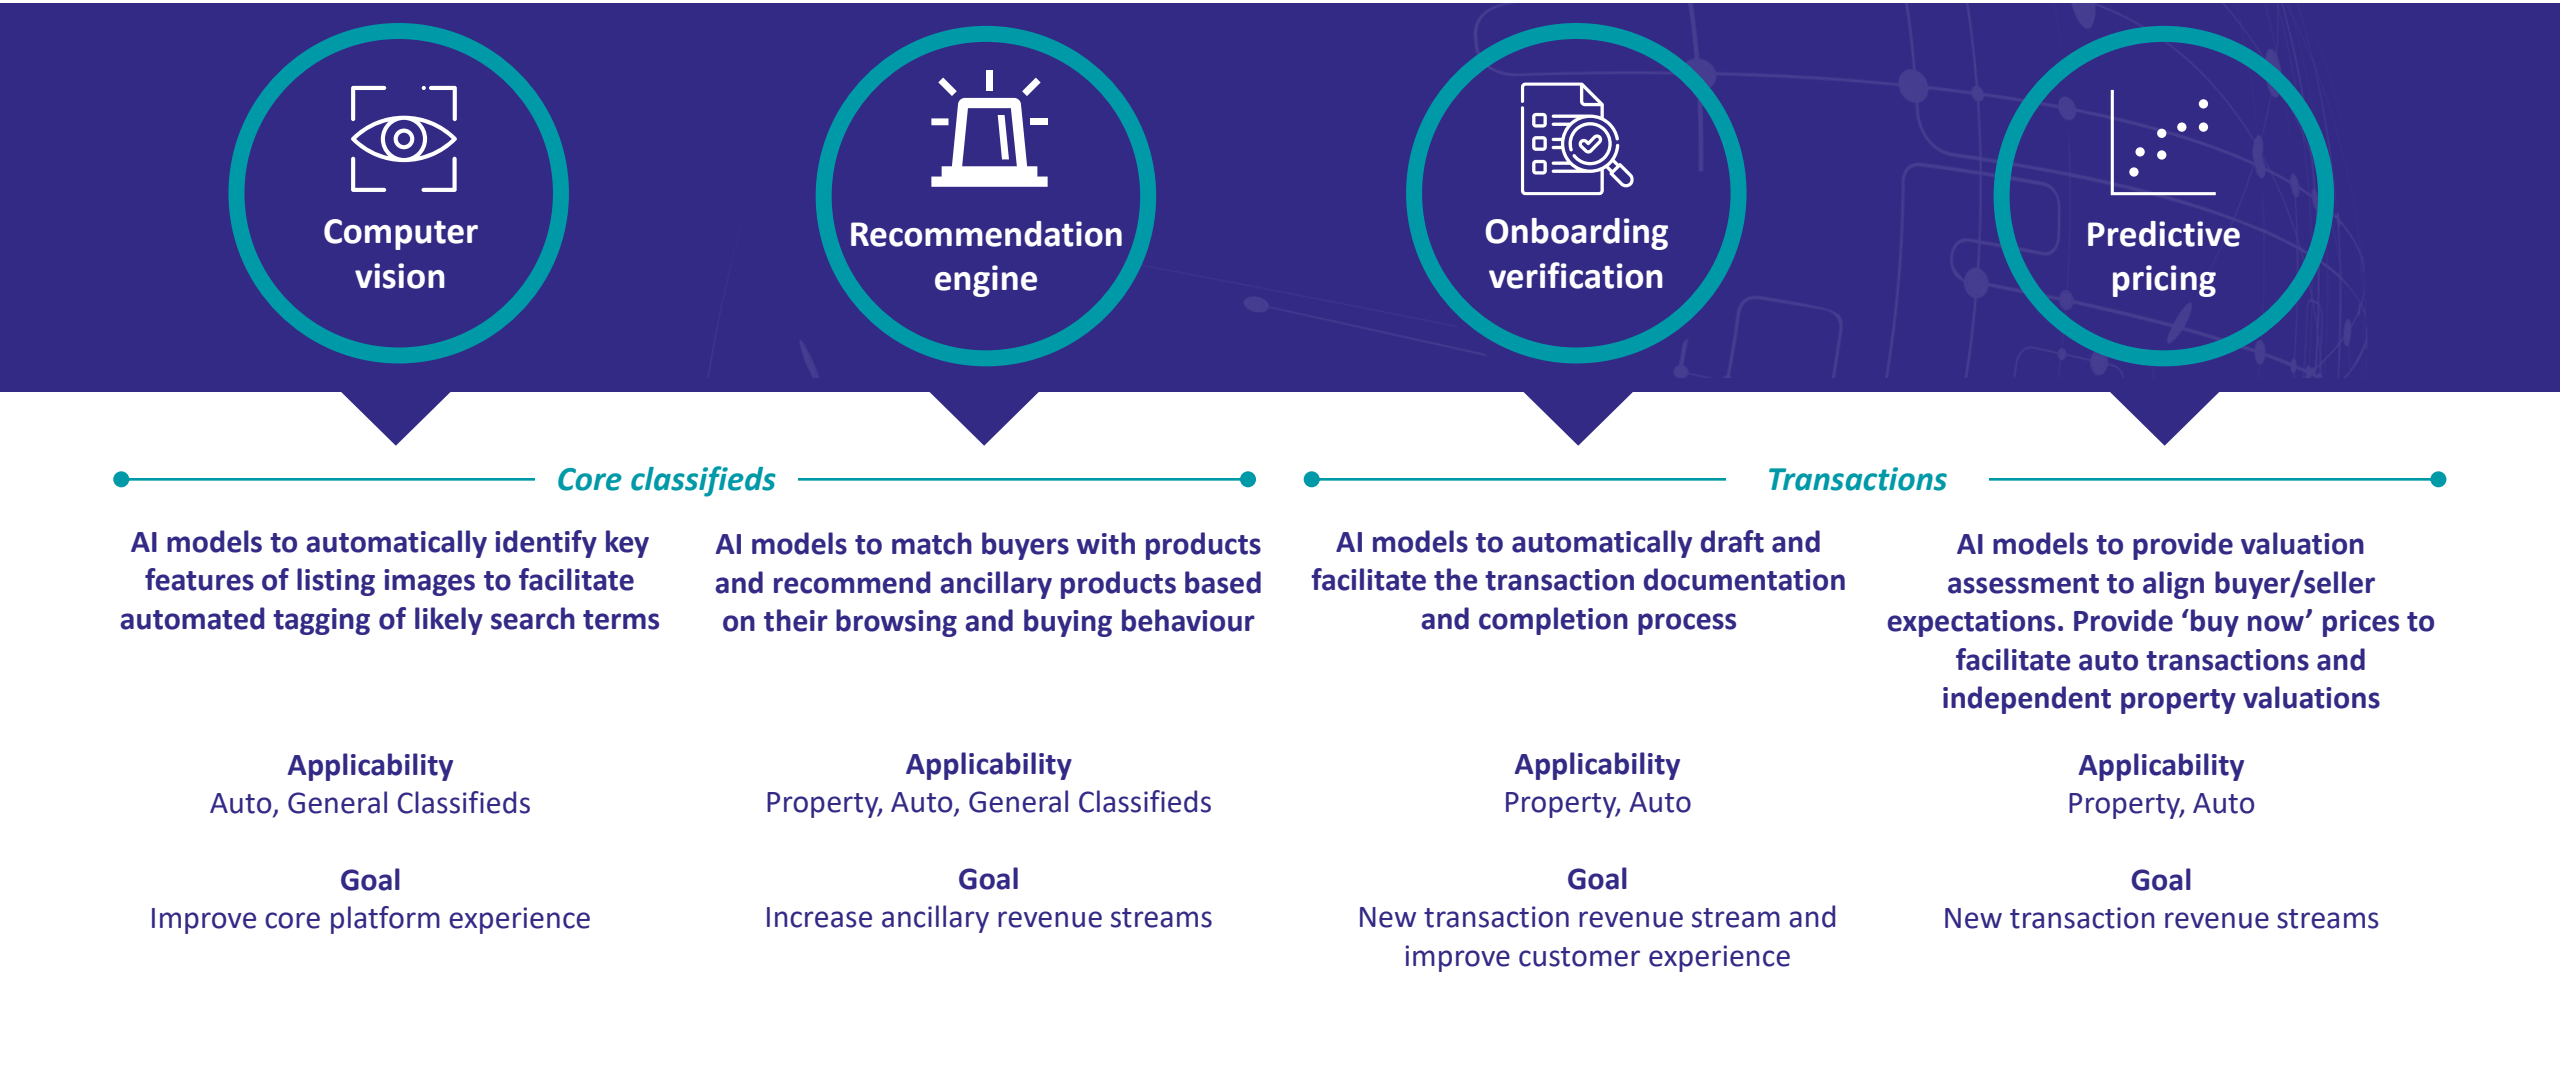 Computer
vision
Recommendation
engine
Onboarding
verification
Predictive
pricing
Core classifieds
Transactions
AI models to automatically identify key
features of listing images to facilitate
automated tagging of likely search terms
Applicability
Auto, General Classifieds
Goal
Improve core platform experience
AI models to match buyers with products
and recommend ancillary products based
on their browsing and buying behaviour
Applicability
Property, Auto, General Classifieds
Goal
Increase ancillary revenue streams
AI models to automatically draft and
facilitate the transaction documentation
and completion process
Applicability
Property, Auto
Goal
New transaction revenue stream and
improve customer experience
AI models to provide valuation
assessment to align buyer/seller
expectations. Provide ‘buy now’ prices to
facilitate auto transactions and
independent property valuations
Applicability
Property, Auto
Goal
New transaction revenue streams